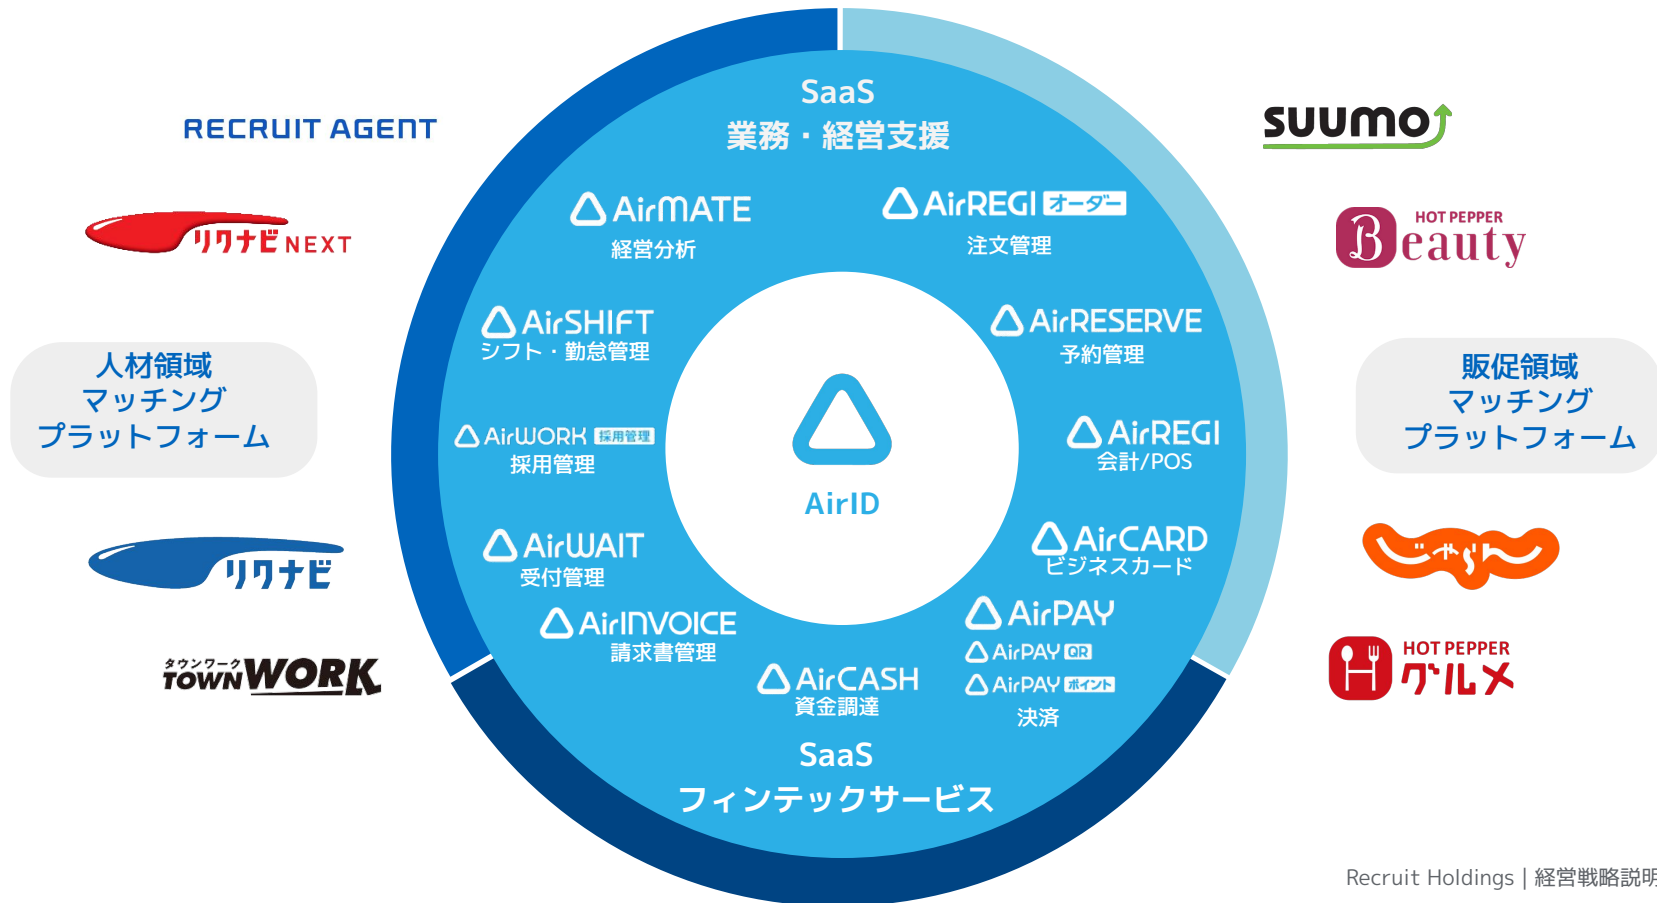 RECRUIT AGENT
リクナビNEXT
人材領域
マッチング
プラットフォーム
リクナビ
タウンワーク
TOWNWORK
SaaS
業務・経営支援
AirMATE
経営分析
AirREGI オーダー
注文管理
AirSHIFT
シフト・勤怠管理
AirRESERVE
予約管理
AirWORK 採用管理
採用管理
AirREGI
会計/POS
AirID
AirWAIT
受付管理
AirCARD
ビジネスカード
AirINVOICE
請求書管理
AirPAY
AirPAY QR
AirPAY ポイント
決済
AirCASH
資金調達
SaaS
フィンテックサービス
SUUMO
HOT PEPPER
Beauty
販促領域
マッチング
プラットフォーム
じゃらん
HOT PEPPER
グルメ
Recruit Holdings | 経営戦略説明